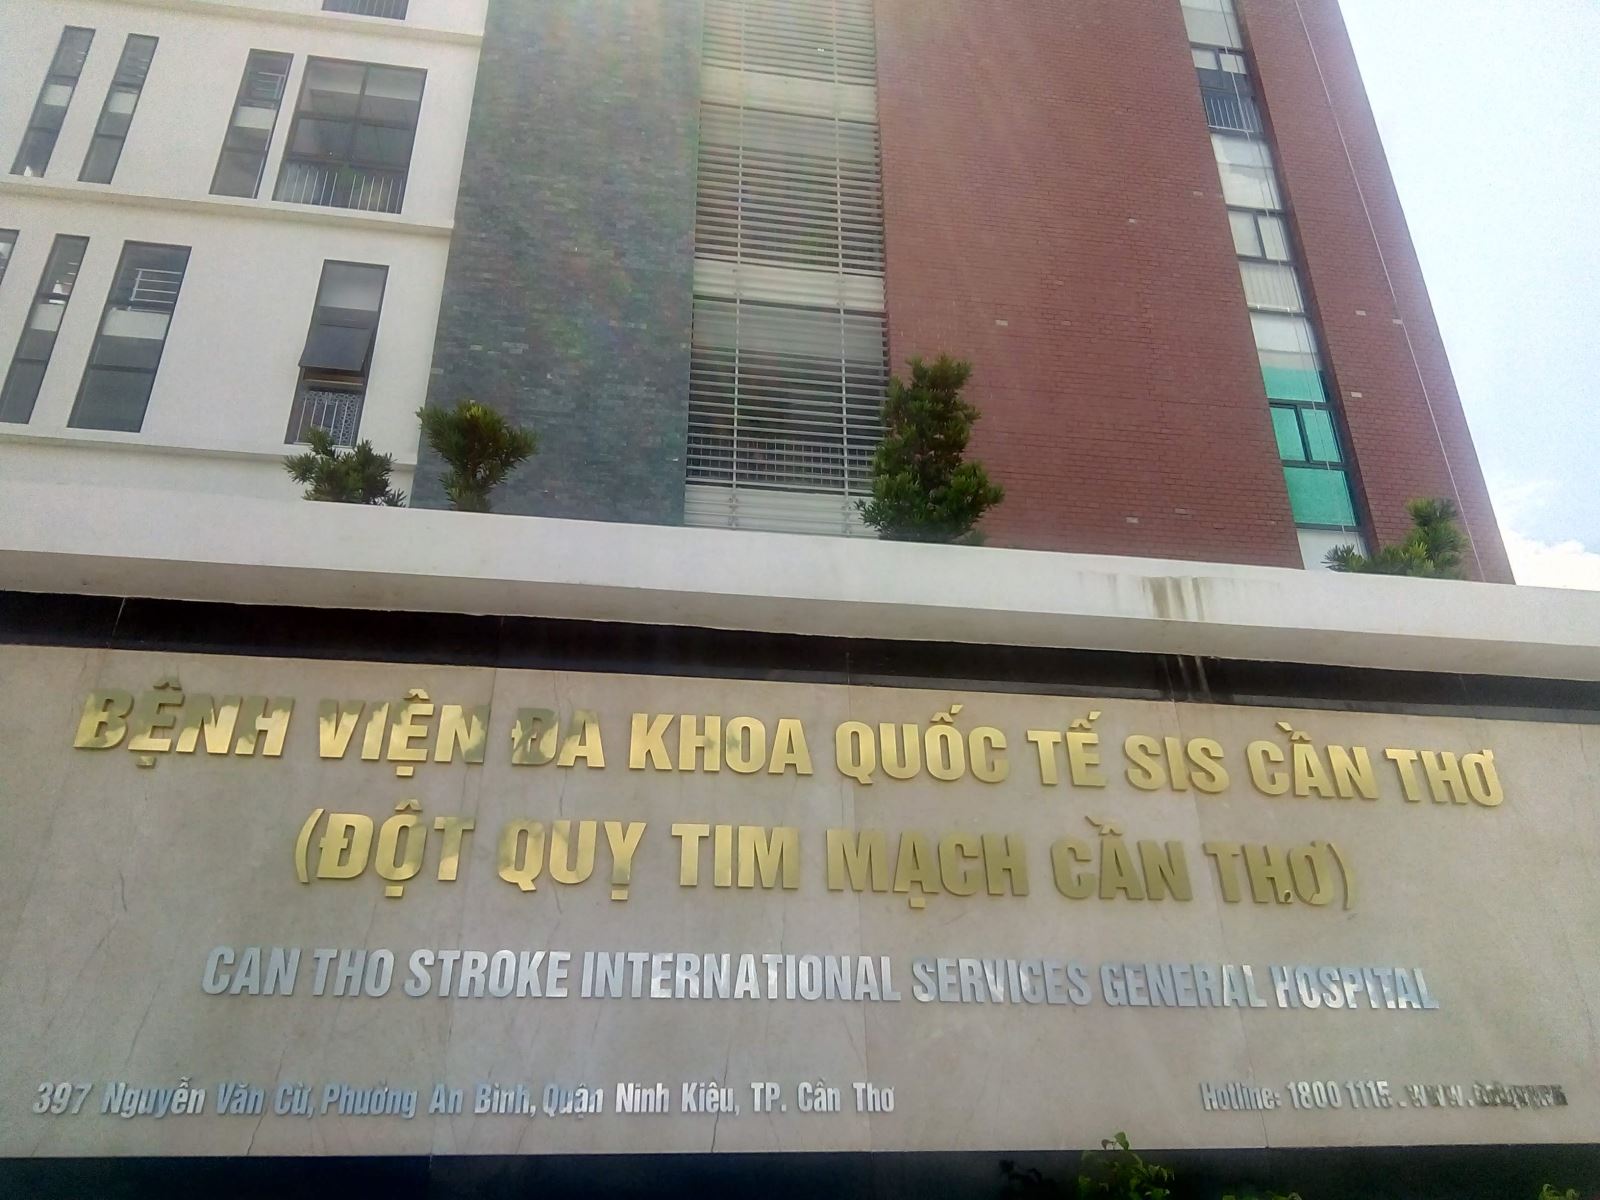 BỆNH VIỆN ĐA KHOA QUỐC TẾ SIS CẦN THƠ
(ĐỘT QUỴ TIM MẠCH CẦN THƠ)
CAN THO STROKE INTERNATIONAL SERVICES GENERAL HOSPITAL
397 Nguyễn Văn Cừ, Phường An Bình, Quận Ninh Kiều, TP. Cần Thơ
Hotline: 1800 1115 . www.